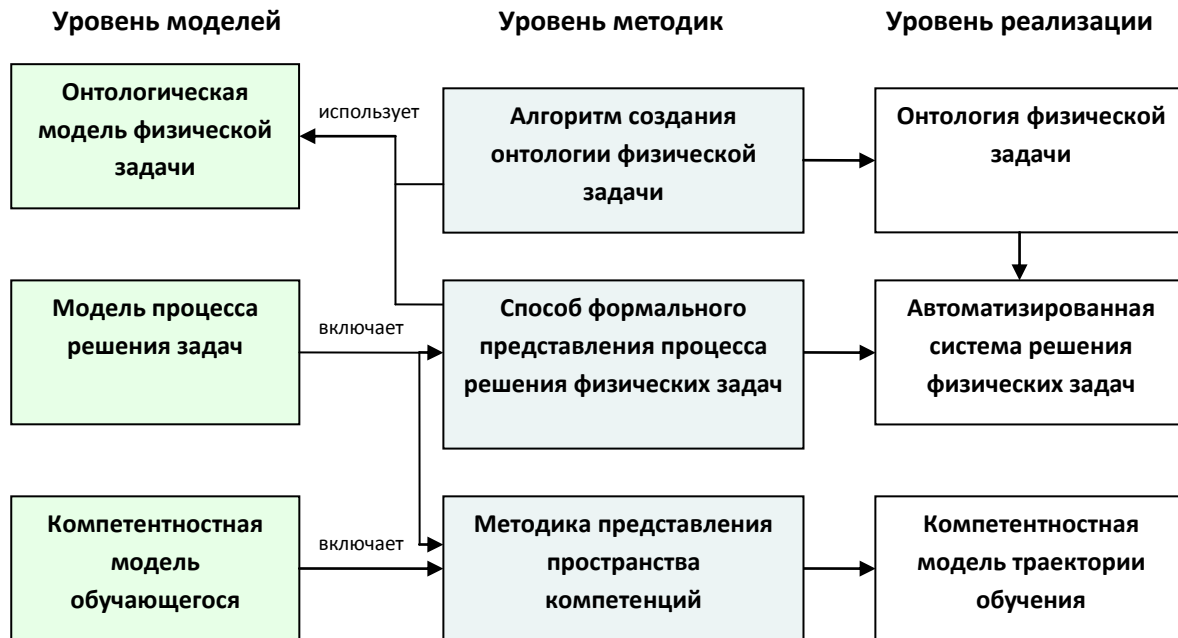 Уровень моделей
Уровень методик
Уровень реализации
Онтологическая
модель физической
задачи
использует
Алгоритм создания
онтологии физической
задачи
Онтология физической
задачи
Модель процесса
решения задач
включает
Способ формального
представления процесса
решения физических задач
Автоматизированная
система решения
физических задач
Компетентностная
модель
обучающегося
включает
Методика представления
пространства
компетенций
Компетентностная
модель траектории
обучения